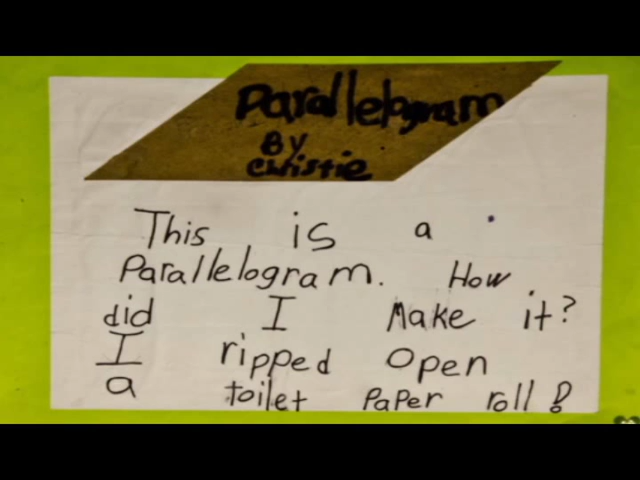 Parallelogram
By
Christie
This is a
Parallelogram. How
did I Make it?
I ripped Open
a toilet Paper roll!